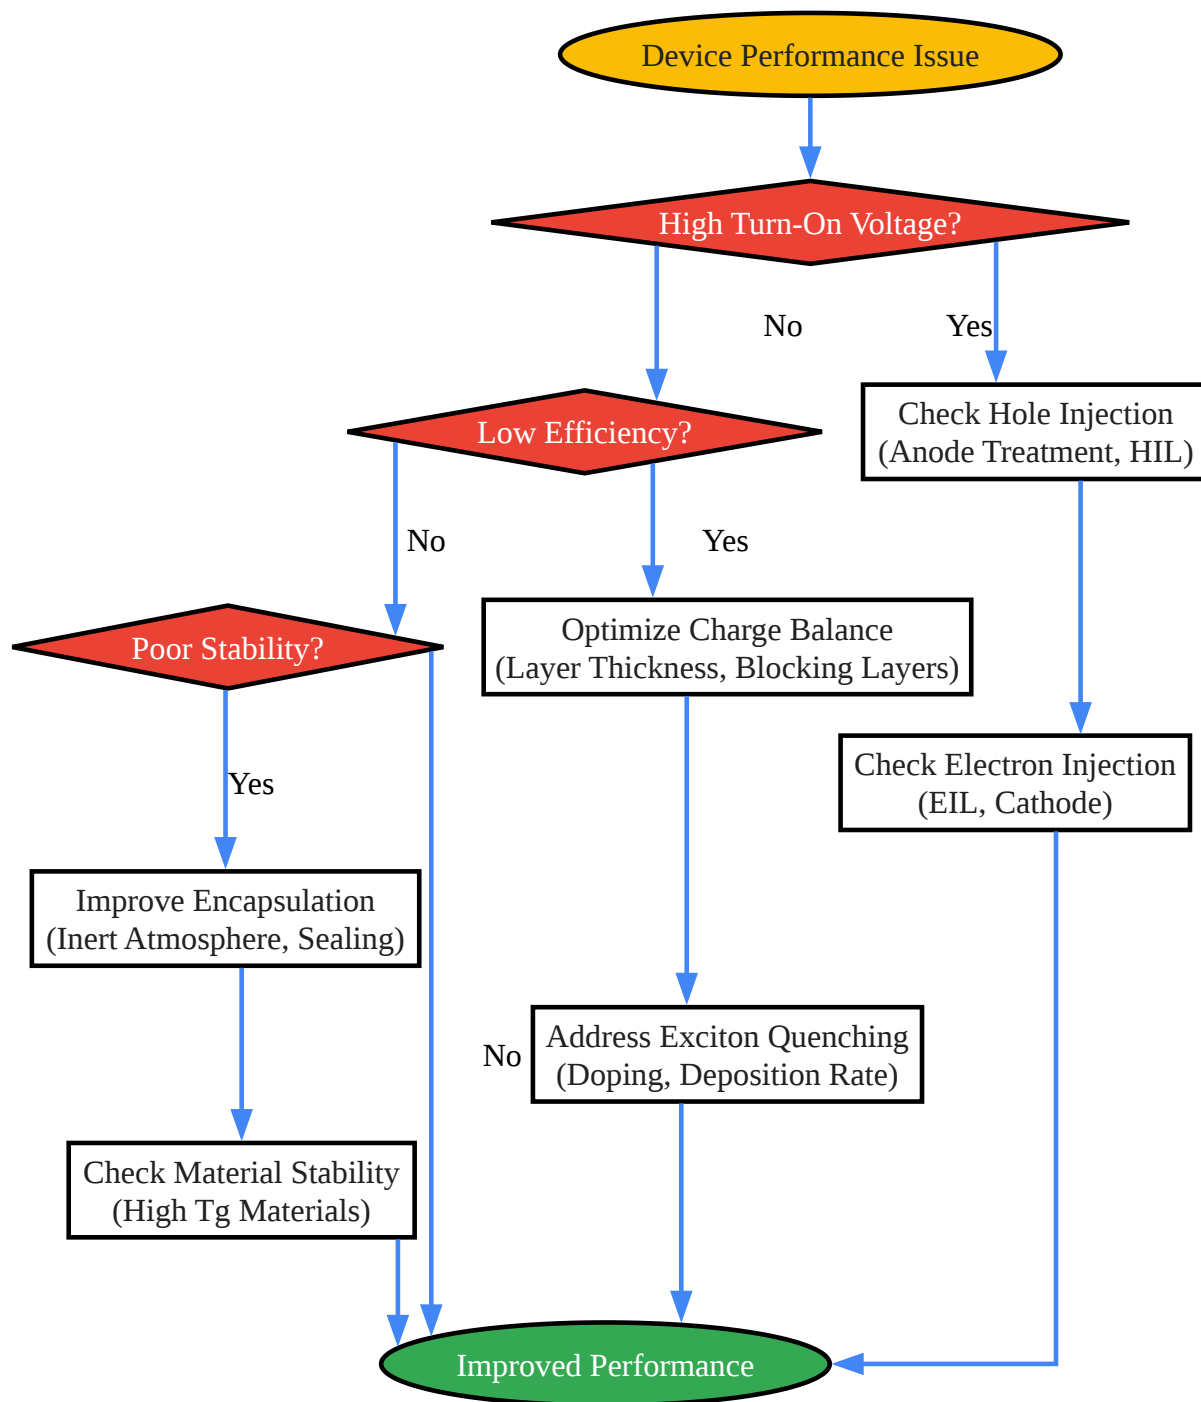 Device Performance Issue
High Turn-On Voltage?
No
Yes
Check Hole Injection
(Anode Treatment, HIL)
Low Efficiency?
No
Yes
Optimize Charge Balance
(Layer Thickness, Blocking Layers)
Poor Stability?
Yes
Check Electron Injection
(EIL, Cathode)
Improve Encapsulation
(Inert Atmosphere, Sealing)
No
Address Exciton Quenching
(Doping, Deposition Rate)
Check Material Stability
(High Tg Materials)
Improved Performance